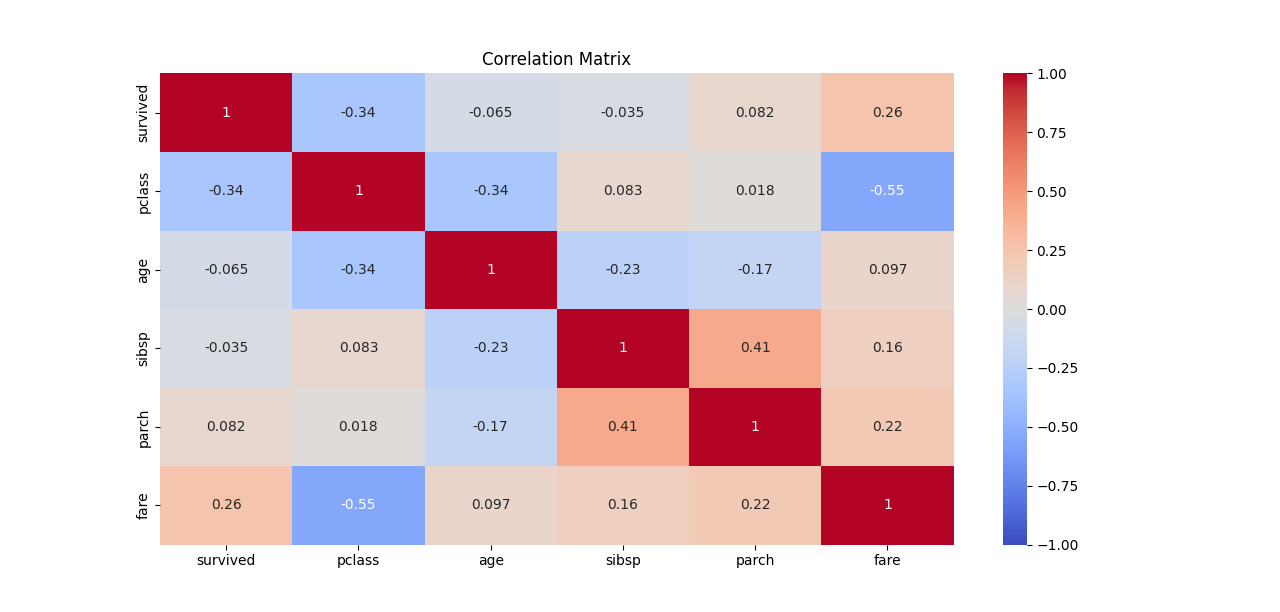 Correlation Matrix
survived 1 -0.34 -0.065 -0.035 0.082 0.26
pclass -0.34 1 -0.34 0.083 0.018 -0.55
age -0.065 -0.34 1 -0.23 -0.17 0.097
sibsp -0.035 0.083 -0.23 1 0.41 0.16
parch 0.082 0.018 -0.17 0.41 1 0.22
fare 0.26 -0.55 0.097 0.16 0.22 1
survived pclass age sibsp parch fare
1.00
0.75
0.50
0.25
0.00
−0.25
−0.50
−0.75
−1.00